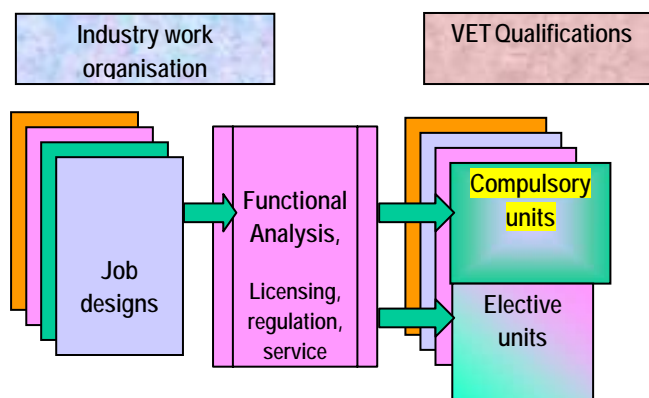 Industry work
organisation
VET Qualifications
Job
designs
Functional
Analysis,
Licensing,
regulation,
service
Compulsory
units
Elective
units